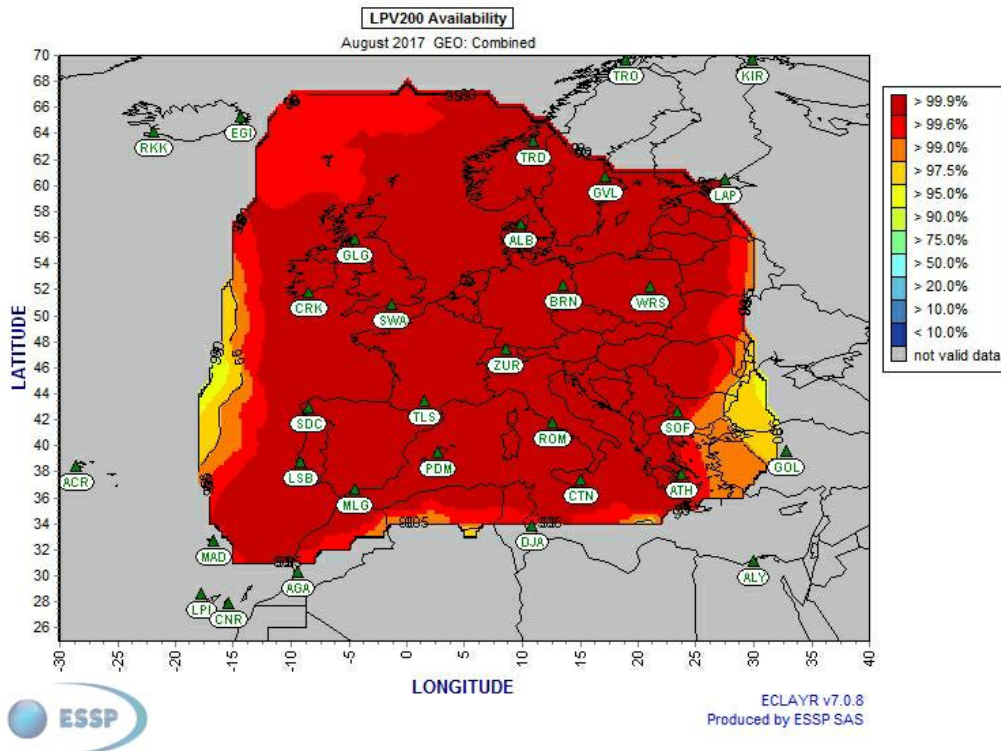 LPV200 Availability
August 2017 GEO: Combined
70
68
66
64
62
60
58
56
54
52
50
48
46
44
42
40
38
36
34
32
30
28
26
LATITUDE
TRO
KIR
EGI
RKK
TRD
GVL
LAP
ALB
GLG
CRK
SWA
BRN
WRS
ZUR
TLS
SDC
SOF
ROM
GOL
ACR
LSB
PDM
CTN
ATH
MLG
MAD
DJA
AGA
ALY
LPI
CNR
-30
-25
-20
-15
-10
-5
0
5
10
15
20
25
30
35
40
LONGITUDE
> 99.9%
> 99.6%
> 99.0%
> 97.5%
> 95.0%
> 90.0%
> 75.0%
> 50.0%
> 20.0%
> 10.0%
< 10.0%
not valid data
ESSP
ECLAYR v7.0.8
Produced by ESSP SAS